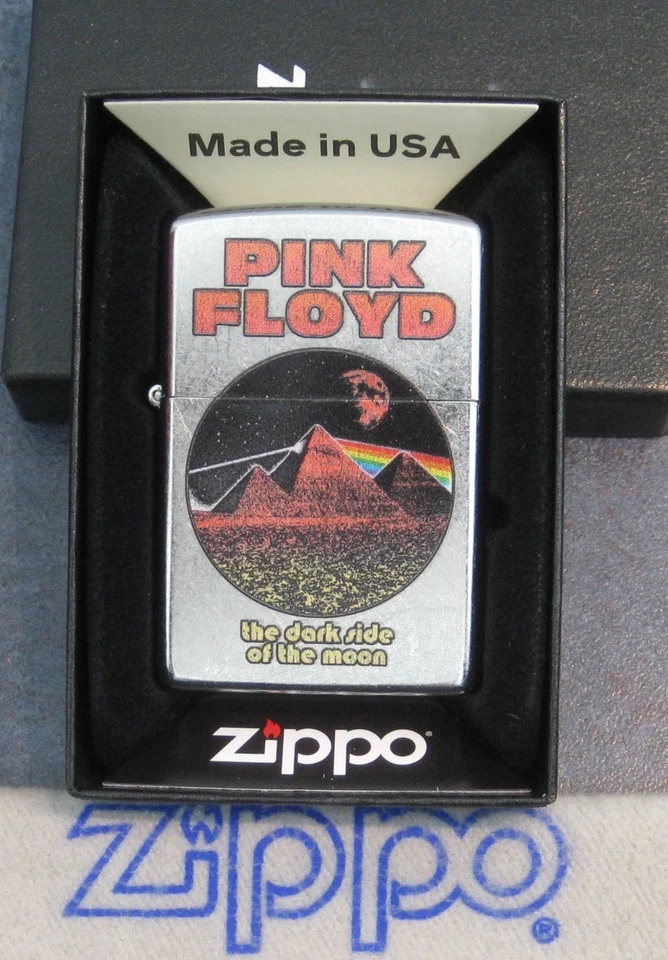 Z
Made in USA
PINK
FLOYD
the dark side
of the moon
zippo®
Zippo®